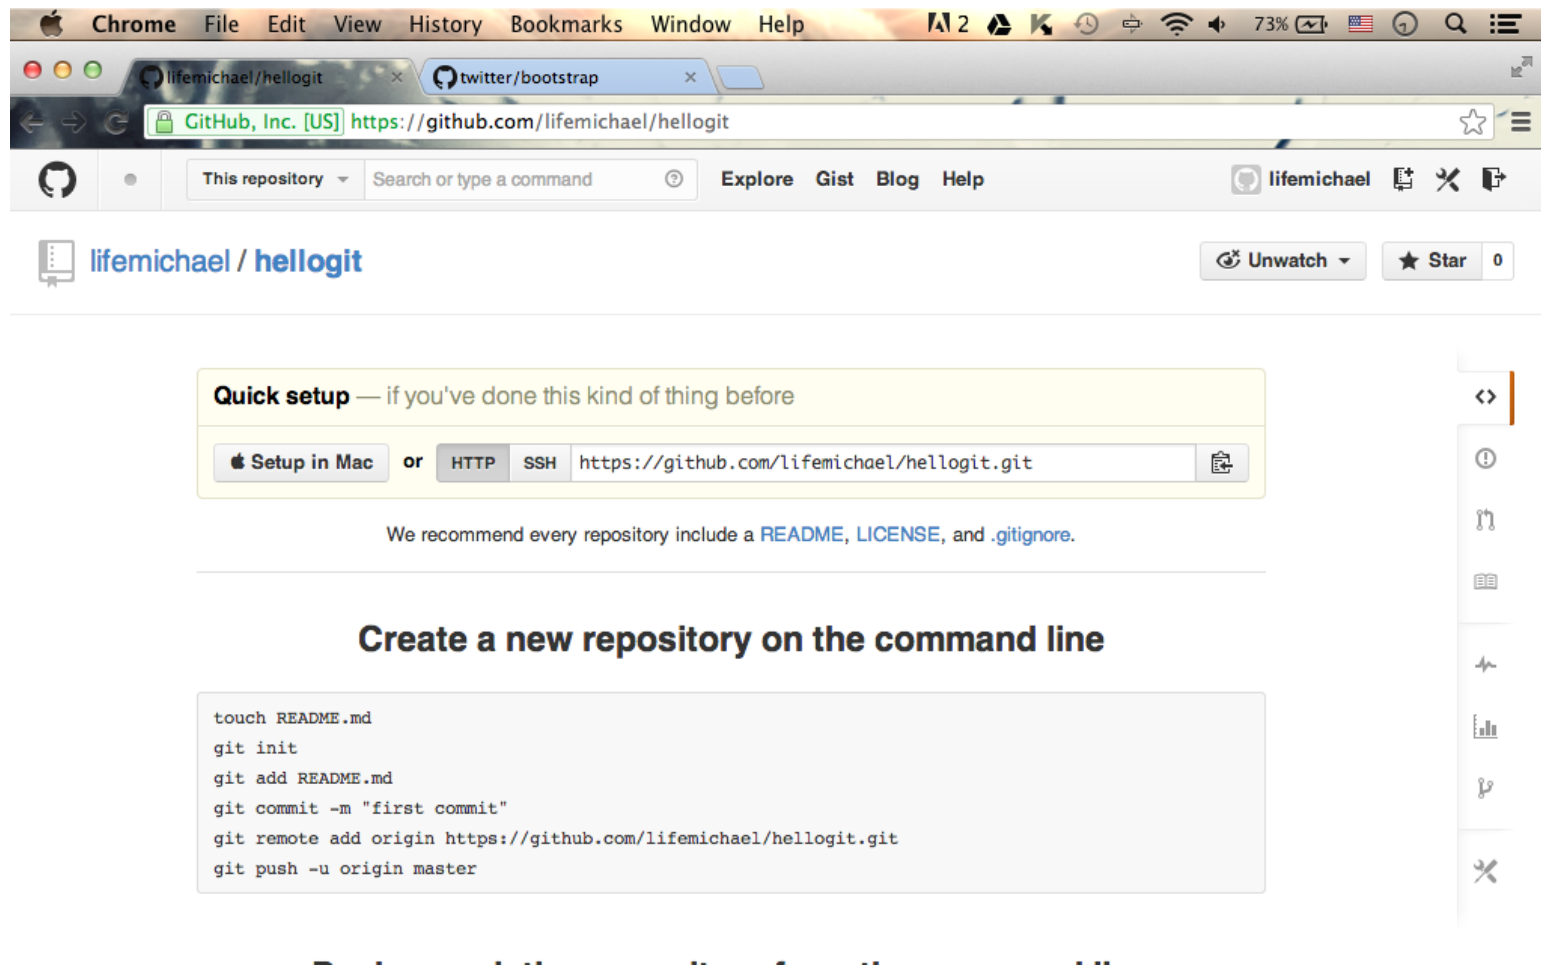 Chrome File Edit View History Bookmarks Window Help 2 73%
lifemichael/hellogit × twitter/bootstrap ×
GitHub, Inc. [US] https://github.com/lifemichael/hellogit
This repository Search or type a command Explore Gist Blog Help lifemichael
lifemichael / hellogit Unwatch Star 0
Quick setup — if you've done this kind of thing before
Setup in Mac or HTTP SSH https://github.com/lifemichael/hellogit.git
We recommend every repository include a README, LICENSE, and .gitignore.
Create a new repository on the command line
touch README.md
git init
git add README.md
git commit -m "first commit"
git remote add origin https://github.com/lifemichael/hellogit.git
git push -u origin master